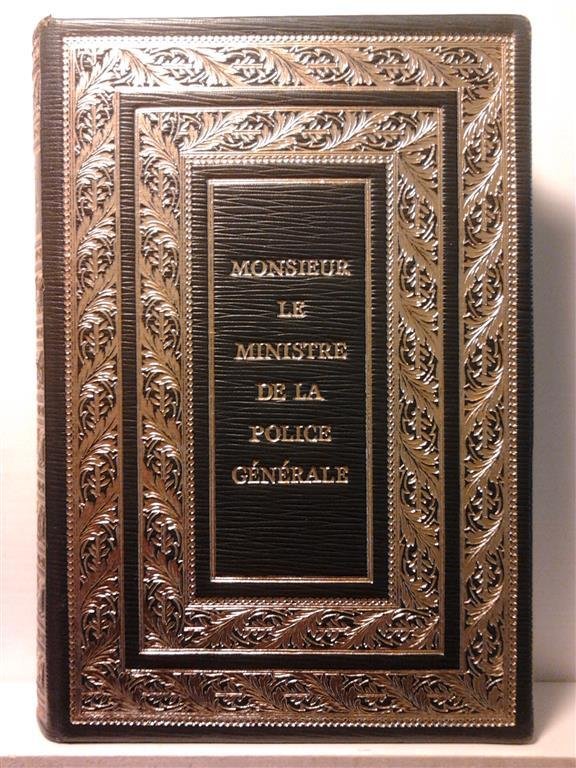 MONSIEUR
LE
MINISTRE
DE LA
POLICE
GÉNÉRALE